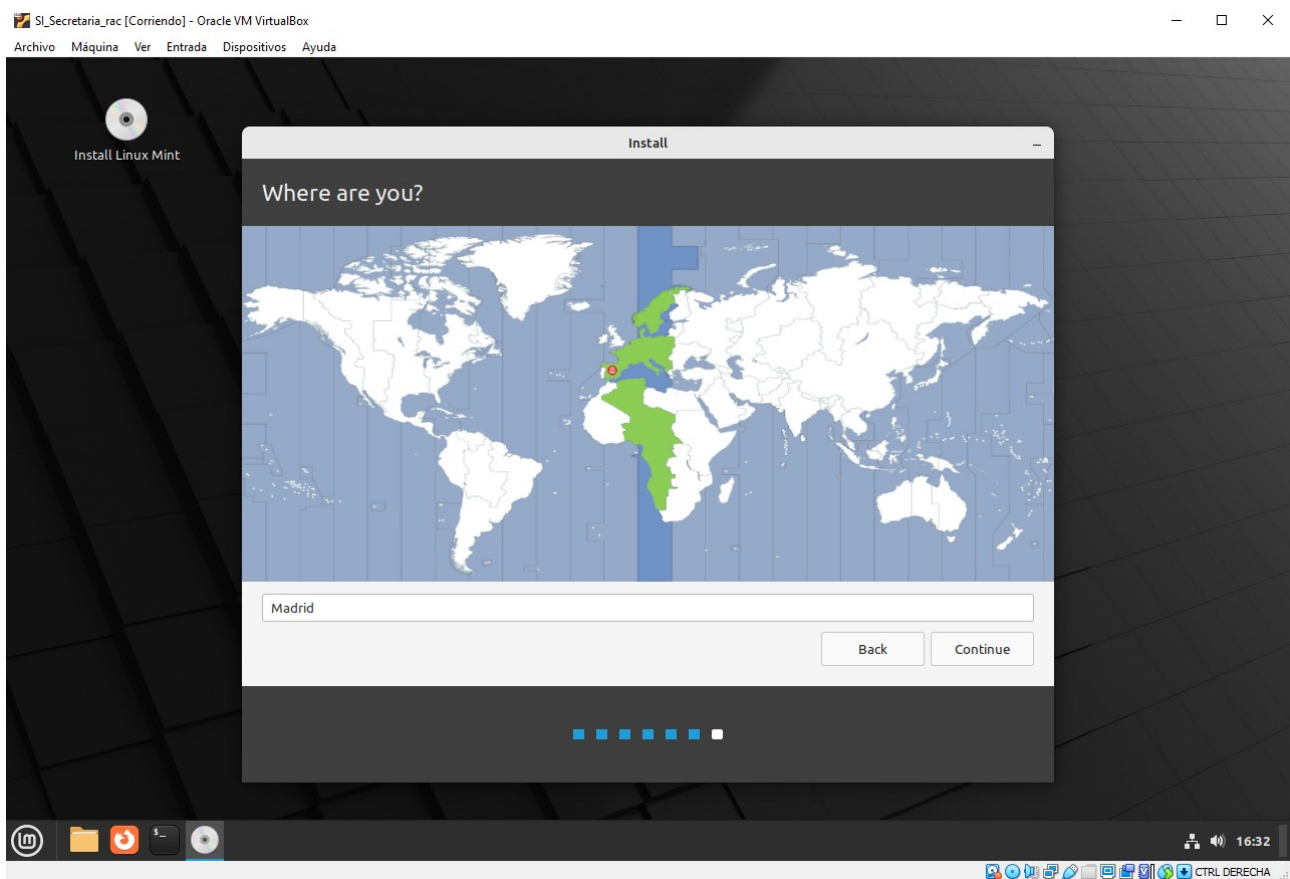 SI_Secretaria_rac [Corriendo] - Oracle VM VirtualBox
Archivo Máquina Ver Entrada Dispositivos Ayuda
Install Linux Mint
Install
Where are you?
Madrid
Back Continue
$_
16:32
CTRL DERECHA